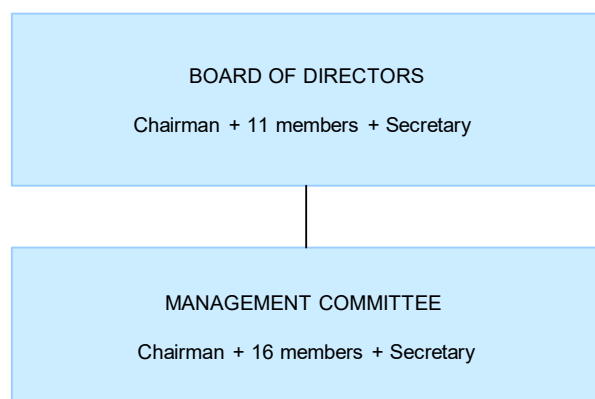 BOARD OF DIRECTORS
Chairman + 11 members + Secretary
MANAGEMENT COMMITTEE
Chairman + 16 members + Secretary